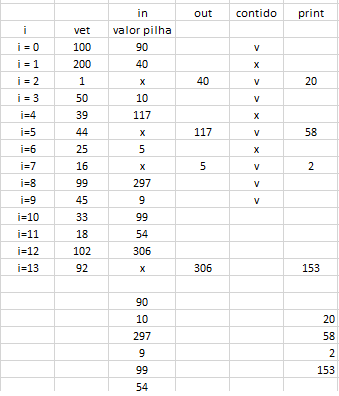 in out contido print
i vet valor pilha
i = 0 100 90 v
i = 1 200 40 x
i = 2 1 x 40 v 20
i = 3 50 10 v
i=4 39 117 x
i=5 44 x 117 v 58
i=6 25 5 x
i=7 16 x 5 v 2
i=8 99 297 v
i=9 45 9 v
i=10 33 99
i=11 18 54
i=12 102 306
i=13 92 x 306 153
90
10 20
297 58
9 2
99 153
54